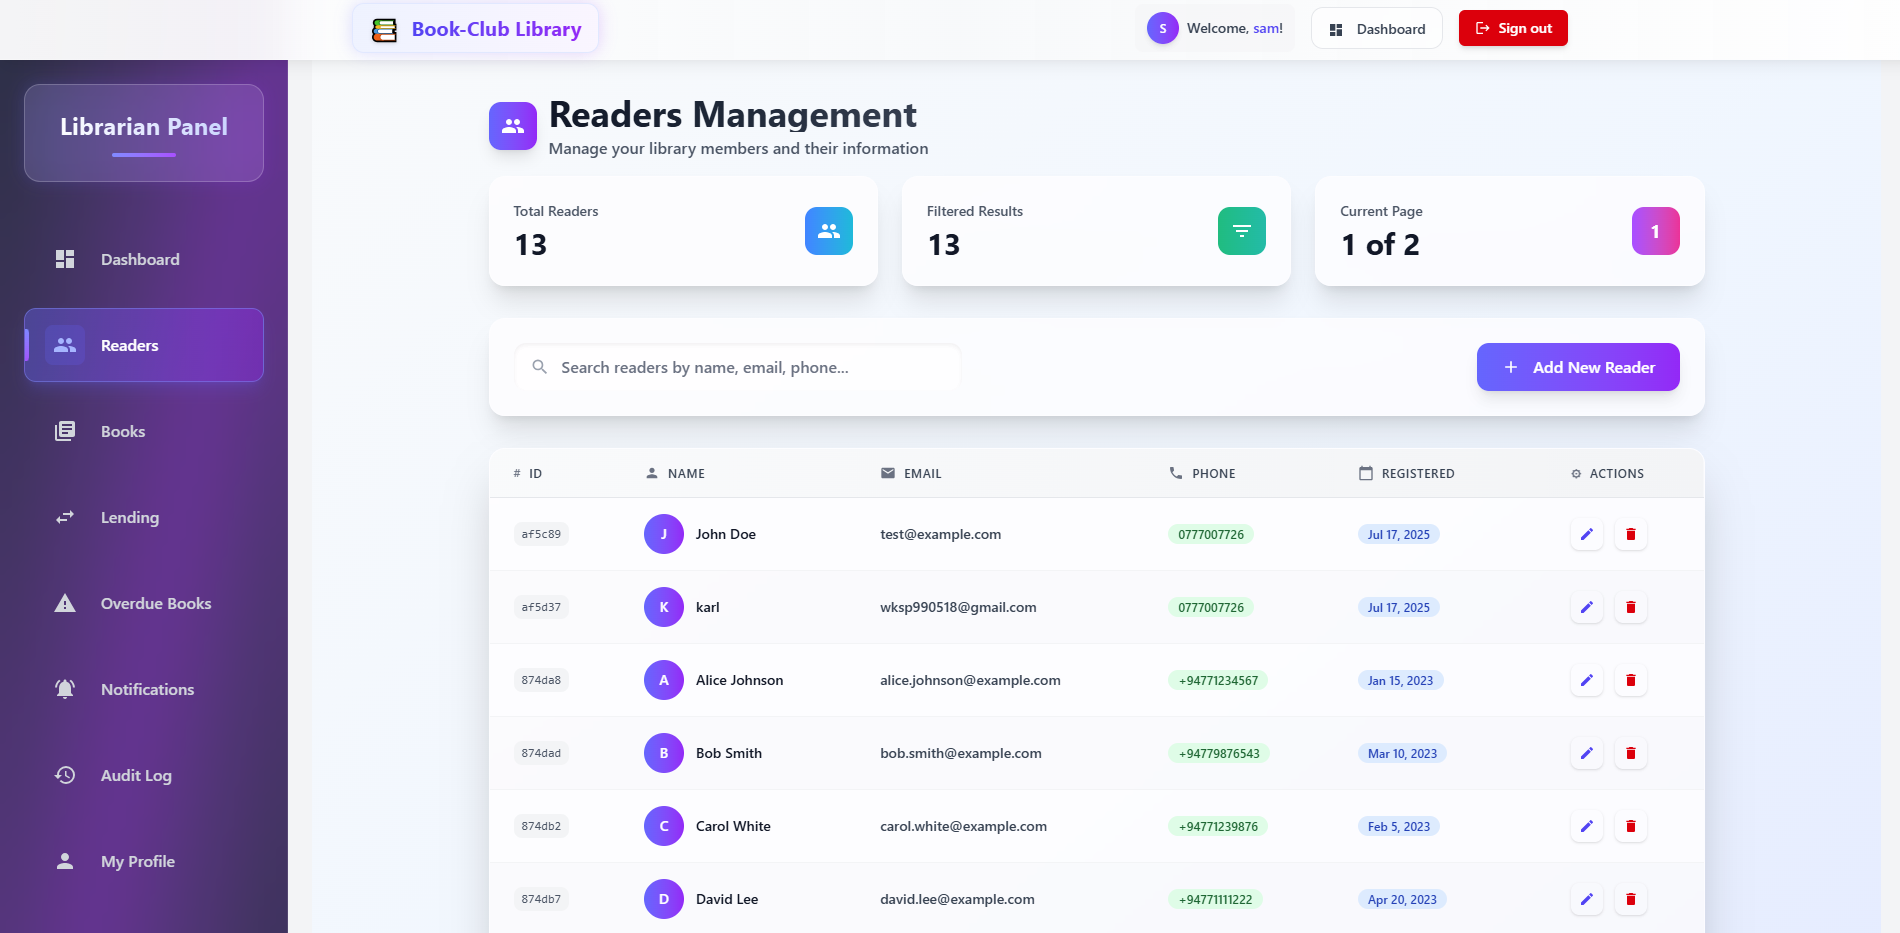 Book-Club Library
S Welcome, sam!
Dashboard
Sign out
Librarian Panel
Dashboard
Readers
Books
Lending
Overdue Books
Notifications
Audit Log
My Profile
Readers Management
Manage your library members and their information
Total Readers
13
Filtered Results
13
Current Page
1 of 2
1
Search readers by name, email, phone...
+ Add New Reader
# ID NAME EMAIL PHONE REGISTERED ACTIONS
af5c89 J John Doe test@example.com 0777007726 Jul 17, 2025
af5d37 K karl wksp990518@gmail.com 0777007726 Jul 17, 2025
874da8 A Alice Johnson alice.johnson@example.com +94771234567 Jan 15, 2023
874dad B Bob Smith bob.smith@example.com +94779876543 Mar 10, 2023
874db2 C Carol White carol.white@example.com +94771239876 Feb 5, 2023
874db7 D David Lee david.lee@example.com +94771111222 Apr 20, 2023